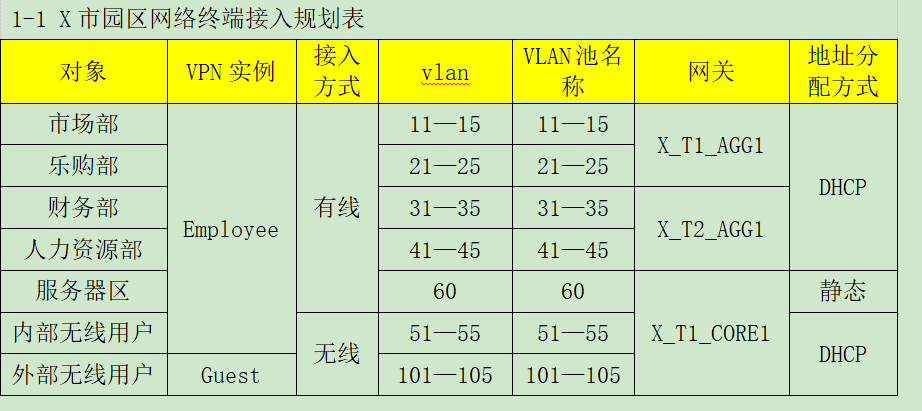 1-1 X 市园区网络终端接入规划表
对象 VPN 实例 接入方式 vlan VLAN 池名称 网关 地址分配方式
市场部 Employee 有线 11—15 11—15 X_T1_AGG1 DHCP
乐购部 21—25 21—25
财务部 31—35 31—35 X_T2_AGG1
人力资源部 41—45 41—45
服务器区 60 60 X_T1_CORE1 静态
内部无线用户 无线 51—55 51—55 DHCP
外部无线用户 Guest 101—105 101—105